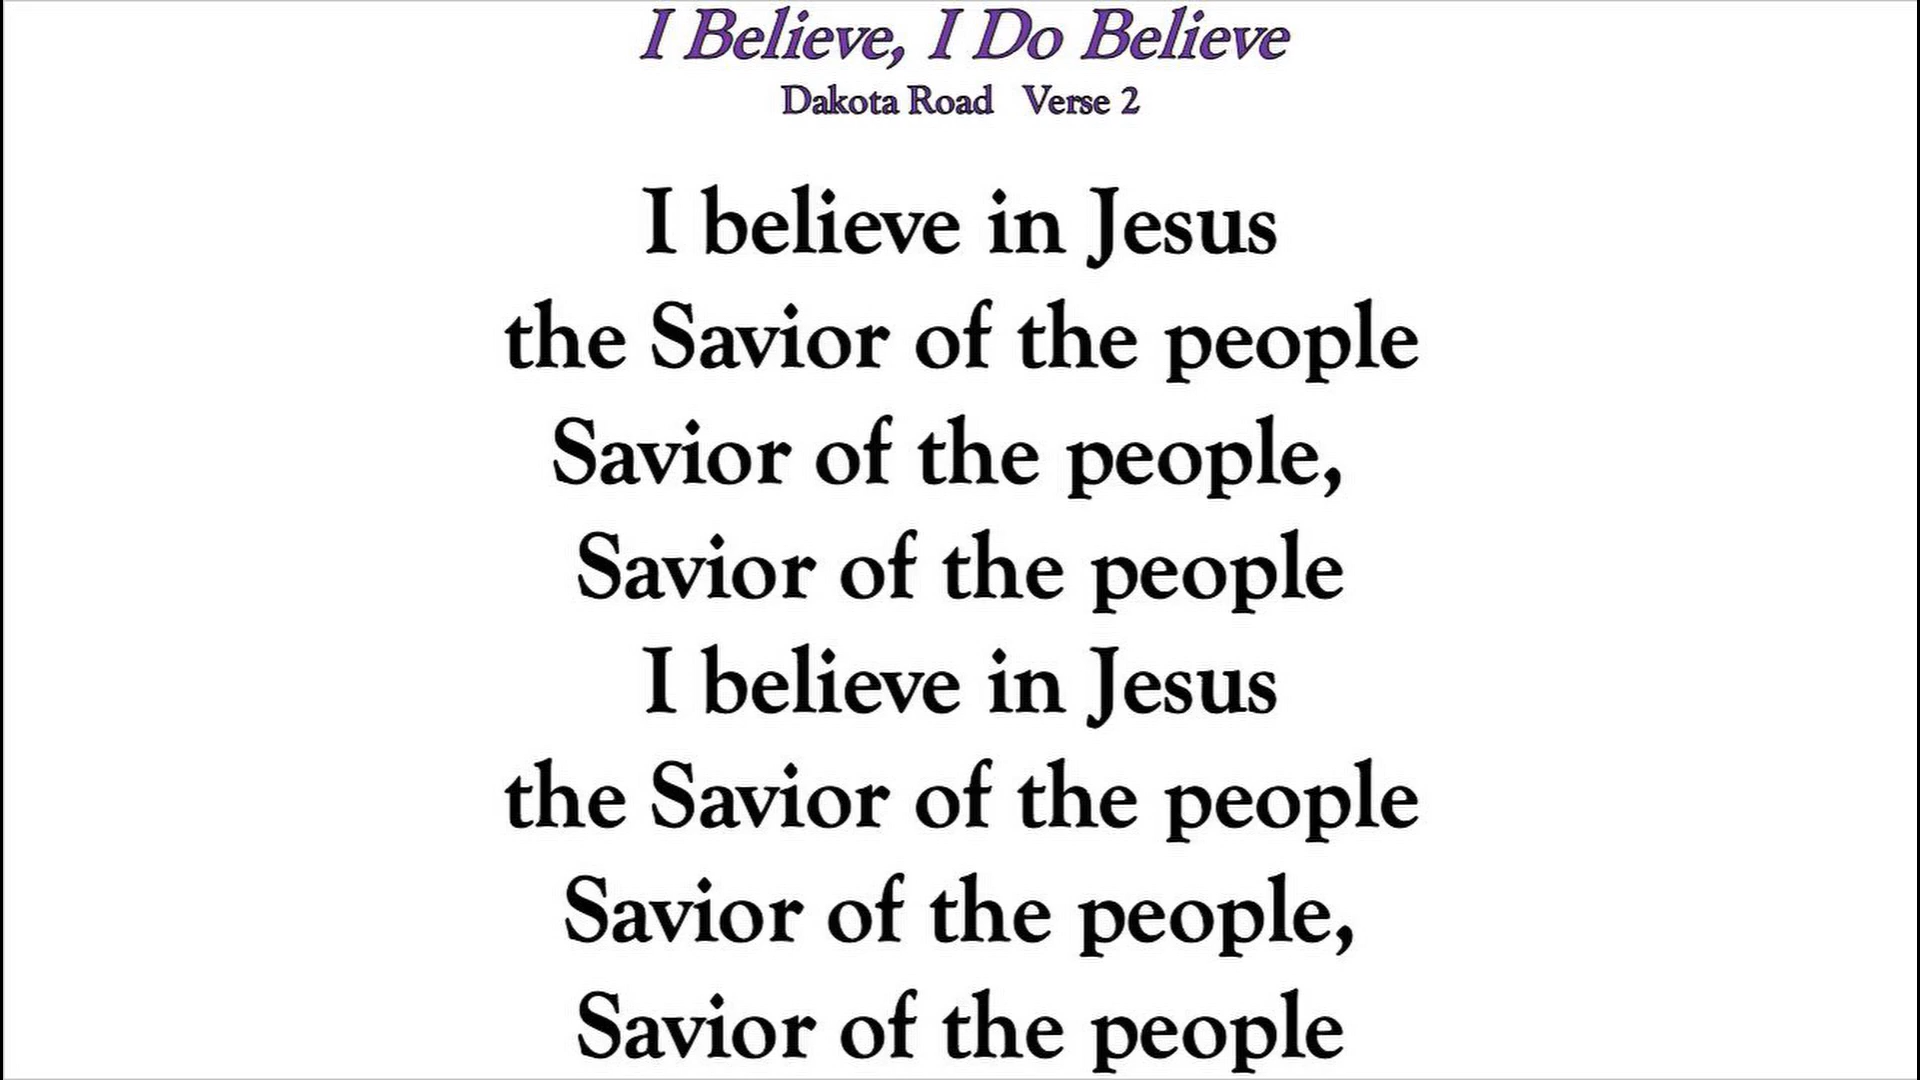 I Believe, I Do Believe
Dakota Road Verse 2
I believe in Jesus
the Savior of the people
Savior of the people,
Savior of the people
I believe in Jesus
the Savior of the people
Savior of the people,
Savior of the people